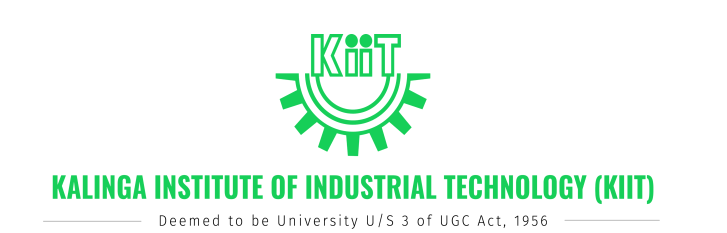 KiiT
KALINGA INSTITUTE OF INDUSTRIAL TECHNOLOGY (KIIT)
Deemed to be University U/S 3 of UGC Act, 1956